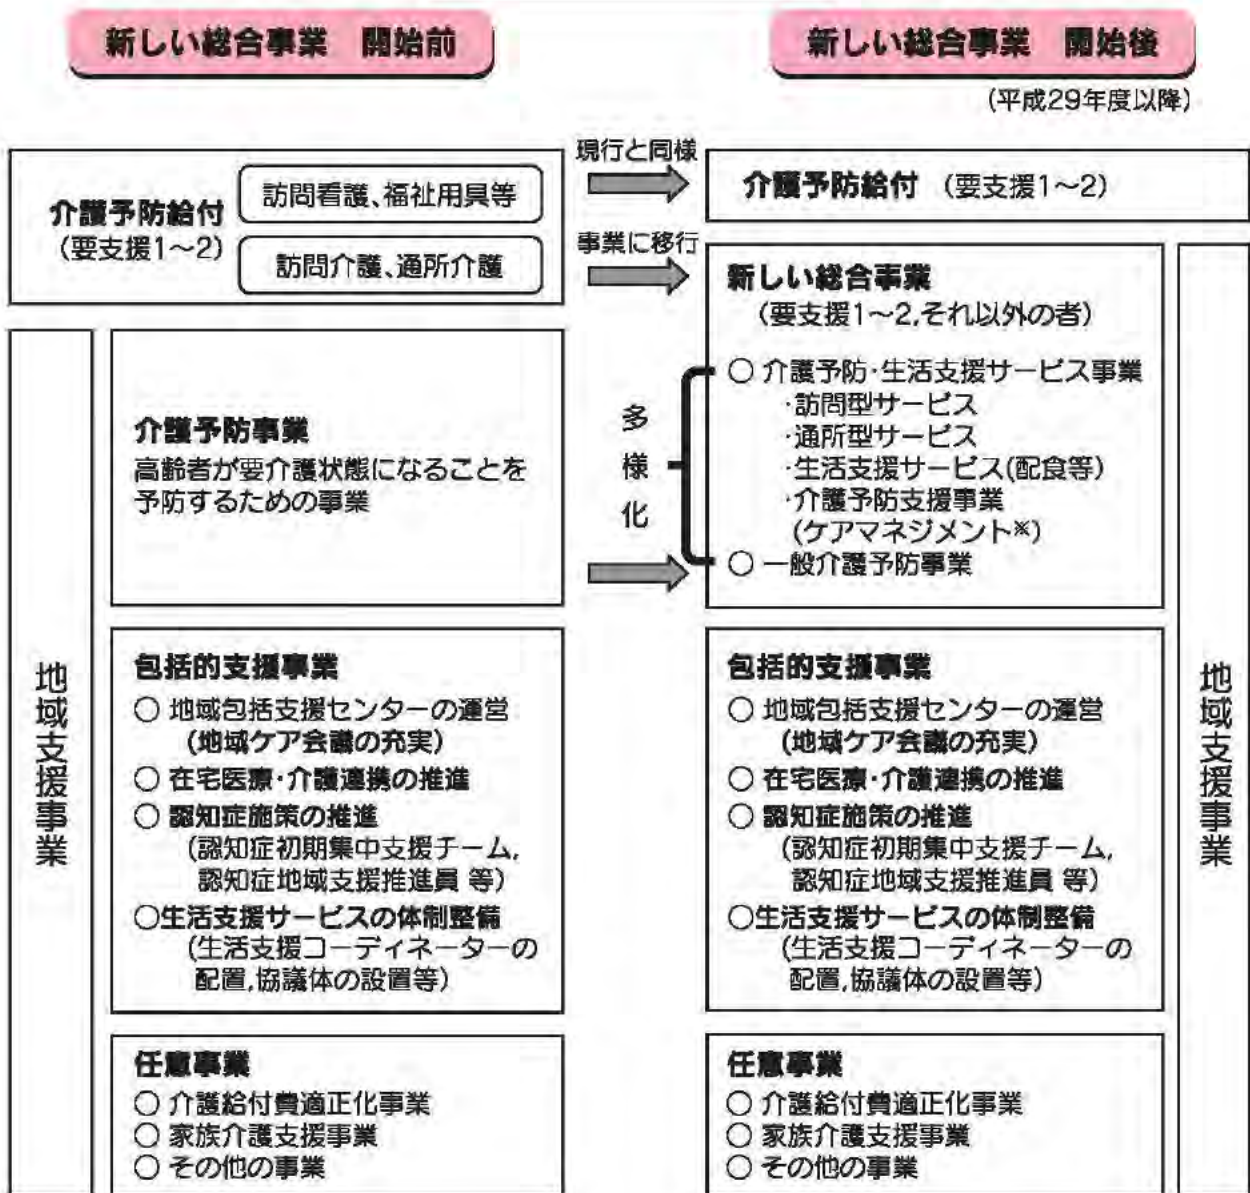 新しい総合事業　開始前
介護予防給付
(要支援1～2)
訪問看護、福祉用具等
訪問介護、通所介護
地域支援事業
介護予防事業
高齢者が要介護状態になることを
予防するための事業
包括的支援事業
○ 地域包括支援センターの運営
(地域ケア会議の充実)
○ 在宅医療・介護連携の推進
○ 認知症施策の推進
(認知症初期集中支援チーム,
認知症地域支援推進員 等)
○生活支援サービスの体制整備
(生活支援コーディネーターの
配置,協議体の設置等)
任意事業
○ 介護給付費適正化事業
○ 家族介護支援事業
○ その他の事業
現行と同様
事業に移行
多様化
新しい総合事業　開始後
(平成29年度以降)
介護予防給付 (要支援1～2)
新しい総合事業
(要支援1～2,それ以外の者)
○ 介護予防・生活支援サービス事業
・訪問型サービス
・通所型サービス
・生活支援サービス(配食等)
・介護予防支援事業
(ケアマネジメント※)
○ 一般介護予防事業
包括的支援事業
○ 地域包括支援センターの運営
(地域ケア会議の充実)
○ 在宅医療・介護連携の推進
○ 認知症施策の推進
(認知症初期集中支援チーム,
認知症地域支援推進員 等)
○生活支援サービスの体制整備
(生活支援コーディネーターの
配置,協議体の設置等)
任意事業
○ 介護給付費適正化事業
○ 家族介護支援事業
○ その他の事業
地域支援事業